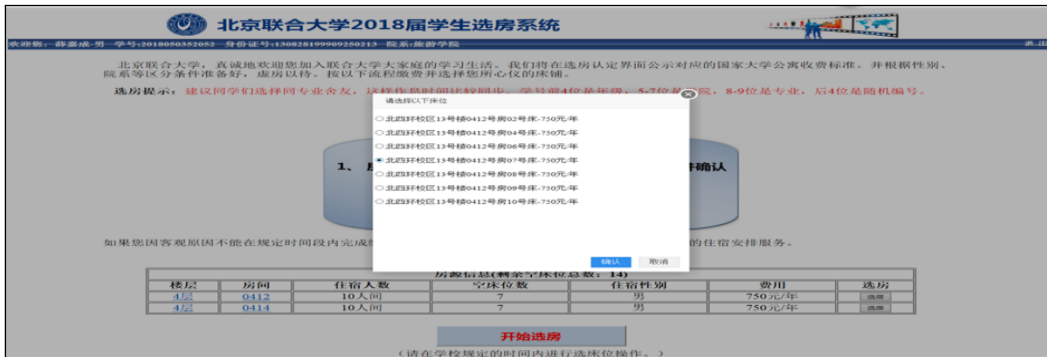 北京联合大学2018届学生选房系统
欢迎您: 薛嘉成-男 学号:2018050352052 身份证号:130828199909250213 院系:旅游学院
退 出
北京联合大学，真诚地欢迎您加入联合大学大家庭的学习生活。我们将在选房认定界面公示对应的国家大学公寓收费标准。并根据性别、
院系等区分条件准备好，虚房以待。按以下流程缴费并选择您所心仪的床铺。
选房提示：建议同学们选择同专业舍友，这样作息时间比较同步。学号前4位是年级，5-7位是 院，8-9位是专业，后4位是随机编号。
请选择以下床位
北四环校区13号楼0412号房02号床-750元/年
北四环校区13号楼0412号房04号床-750元/年
北四环校区13号楼0412号房06号床-750元/年
北四环校区13号楼0412号房07号床-750元/年
北四环校区13号楼0412号房08号床-750元/年
北四环校区13号楼0412号房09号床-750元/年
北四环校区13号楼0412号房10号床-750元/年
1、
确认
如果您因客观原因不能在规定时间段内完成
的住宿安排服务。
确认 取消
房源信息(剩余空床位总数: 14)
楼层 房间 住宿人数 空床位数 住宿性别 费用 选房
4层 0412 10人间 7 男 750元/年 选房
4层 0414 10人间 7 男 750元/年 选房
开始选房
（请在学校规定的时间内进行选床位操作。）